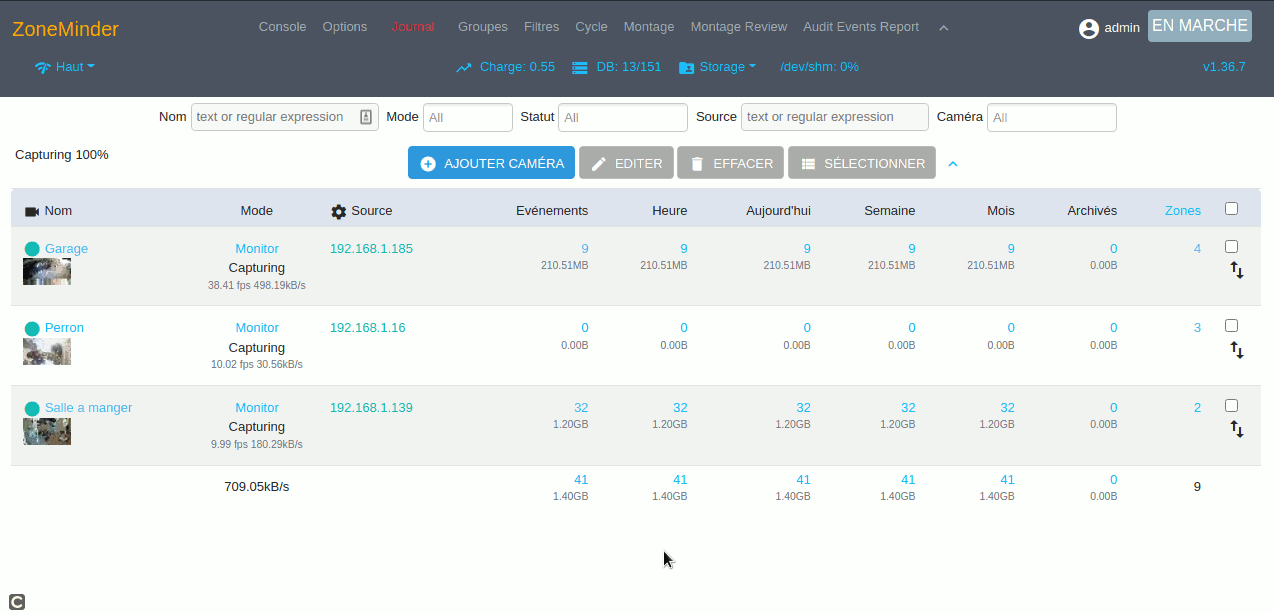 ZoneMinder Console Options Journal Groupes Filtres Cycle Montage Montage Review Audit Events Report admin EN MARCHE
Haut Charge: 0.55 DB: 13/151 Storage /dev/shm: 0% v1.36.7
Nom text or regular expression Mode All Statut All Source text or regular expression Caméra All
Capturing 100% AJOUTER CAMÉRA EDITER EFFACER SÉLECTIONNER
Nom Mode Source Evénements Heure Aujourd'hui Semaine Mois Archivés Zones
Garage Monitor 192.168.1.185 9 9 9 9 9 0 4
Capturing 210.51MB 210.51MB 210.51MB 210.51MB 210.51MB 0.00B
38.41 fps 498.19kB/s
Perron Monitor 192.168.1.16 0 0 0 0 0 0 3
Capturing 0.00B 0.00B 0.00B 0.00B 0.00B 0.00B
10.02 fps 30.56kB/s
Salle a manger Monitor 192.168.1.139 32 32 32 32 32 0 2
Capturing 1.20GB 1.20GB 1.20GB 1.20GB 1.20GB 0.00B
9.99 fps 180.29kB/s
709.05kB/s 41 41 41 41 41 0 9
1.40GB 1.40GB 1.40GB 1.40GB 1.40GB 0.00B
C